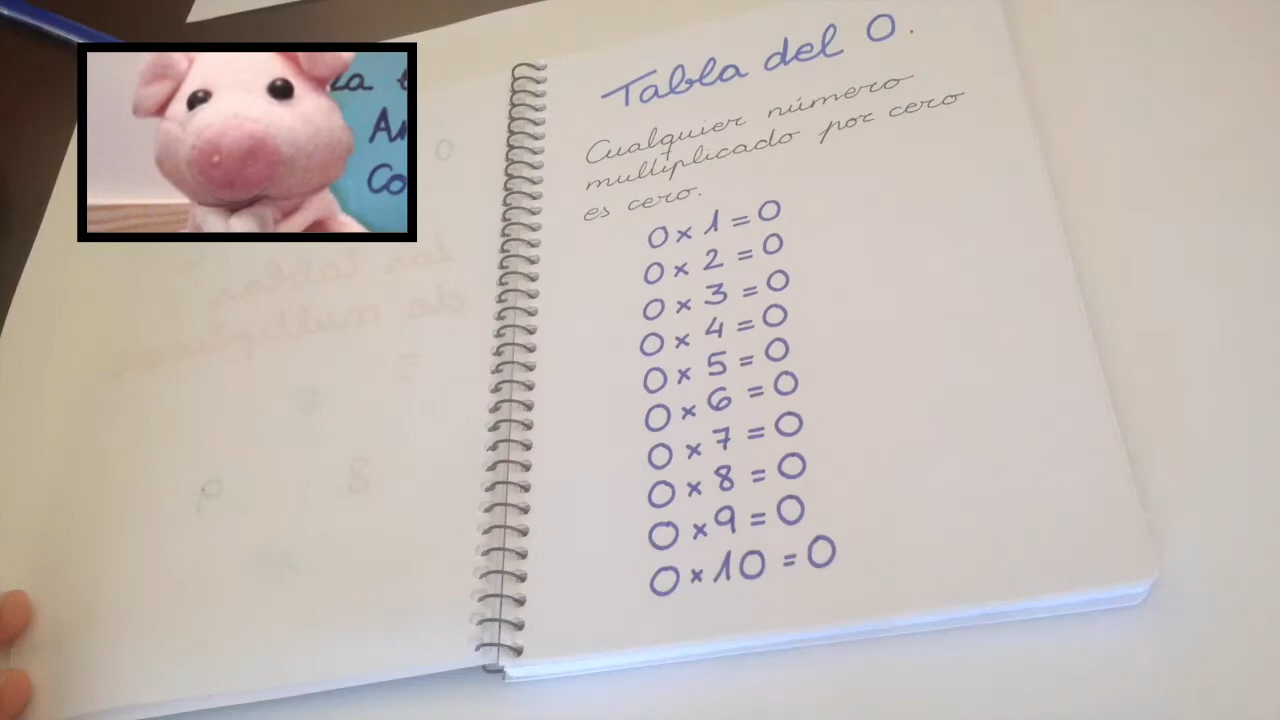 Tabla del 0.
Cualquier número
multiplicado por cero
es cero.
0 x 1 = 0
0 x 2 = 0
0 x 3 = 0
0 x 4 = 0
0 x 5 = 0
0 x 6 = 0
0 x 7 = 0
0 x 8 = 0
0 x 9 = 0
0 x 10 = 0